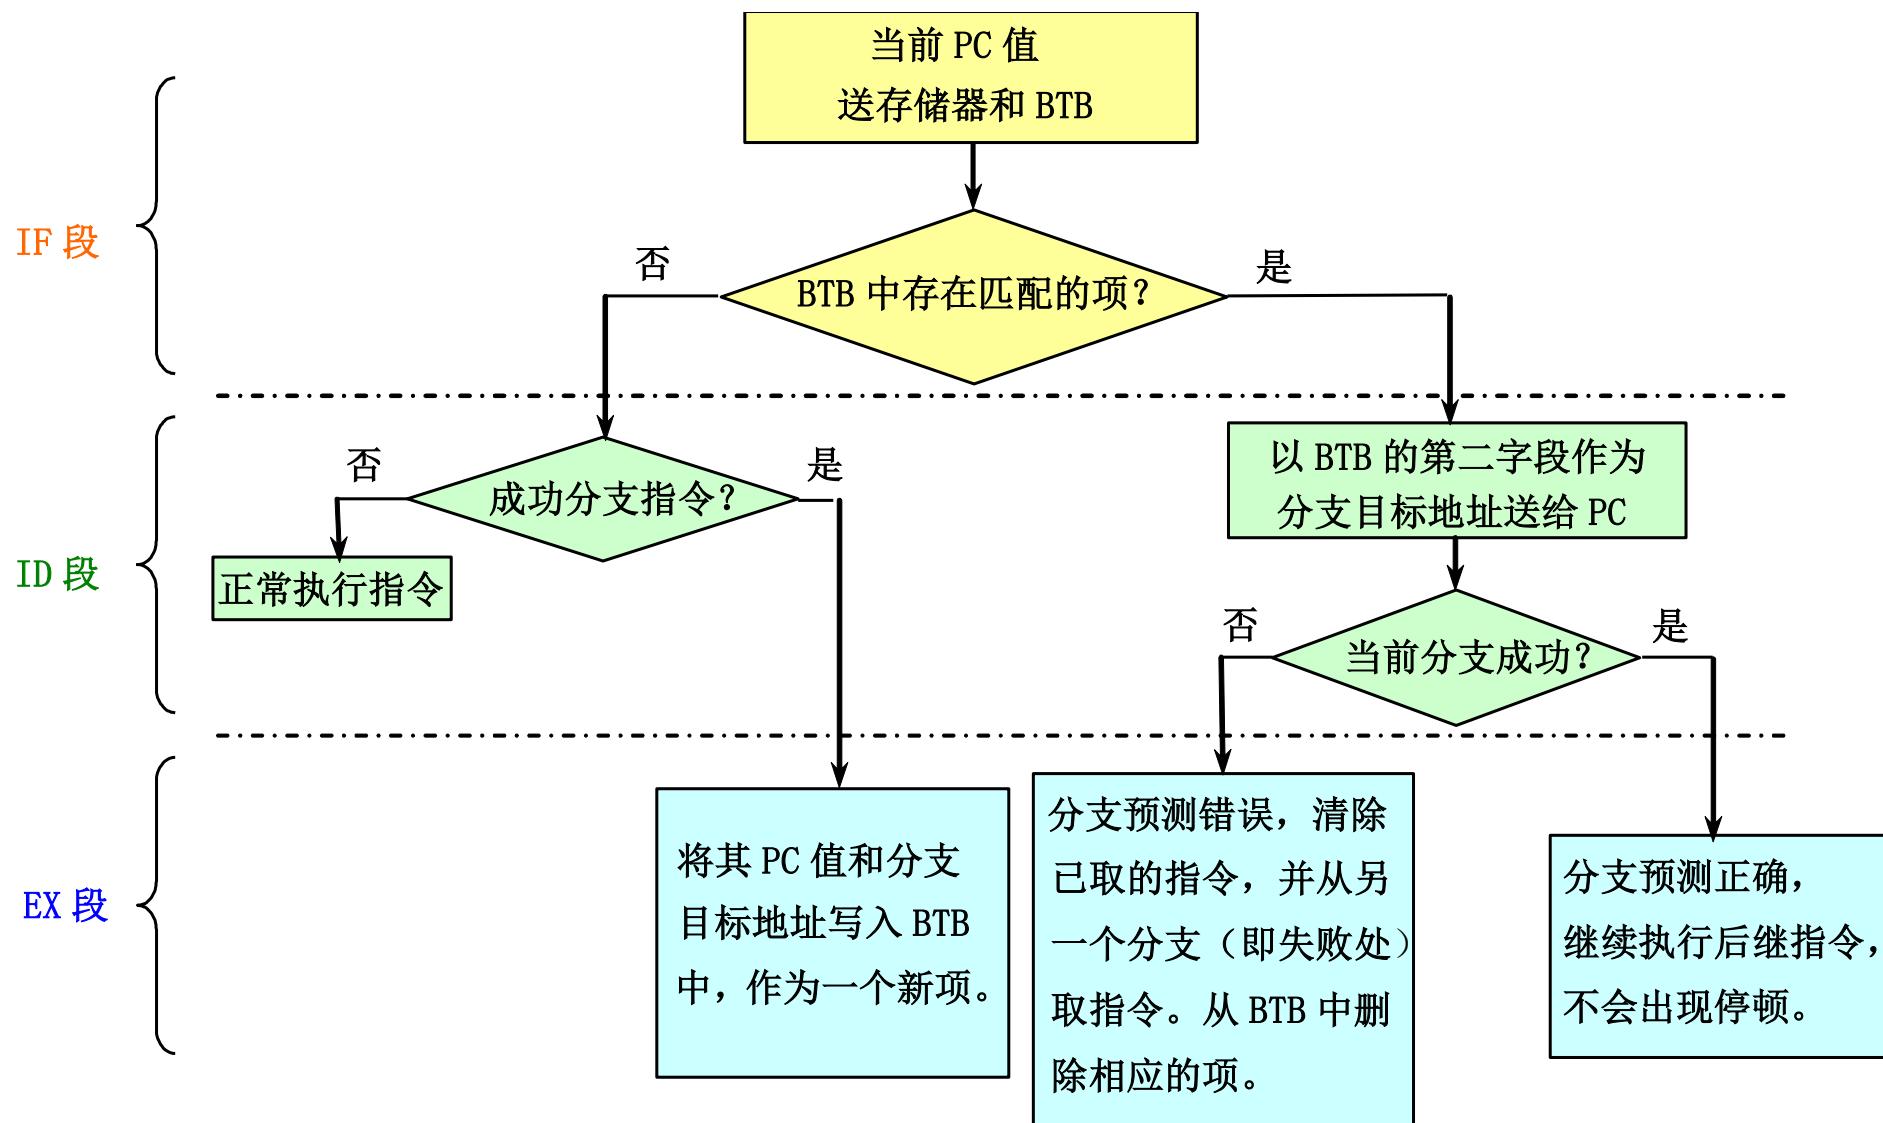 当前 PC 值
送存储器和 BTB
IF 段
否
BTB 中存在匹配的项？
是
否
成功分支指令？
是
以 BTB 的第二字段作为
分支目标地址送给 PC
ID 段
正常执行指令
否
当前分支成功？
是
EX 段
将其 PC 值和分支
目标地址写入 BTB
中，作为一个新项。
分支预测错误，清除
已取的指令，并从另
一个分支（即失败处）
取指令。从 BTB 中删
除相应的项。
分支预测正确，
继续执行后继指令，
不会出现停顿。